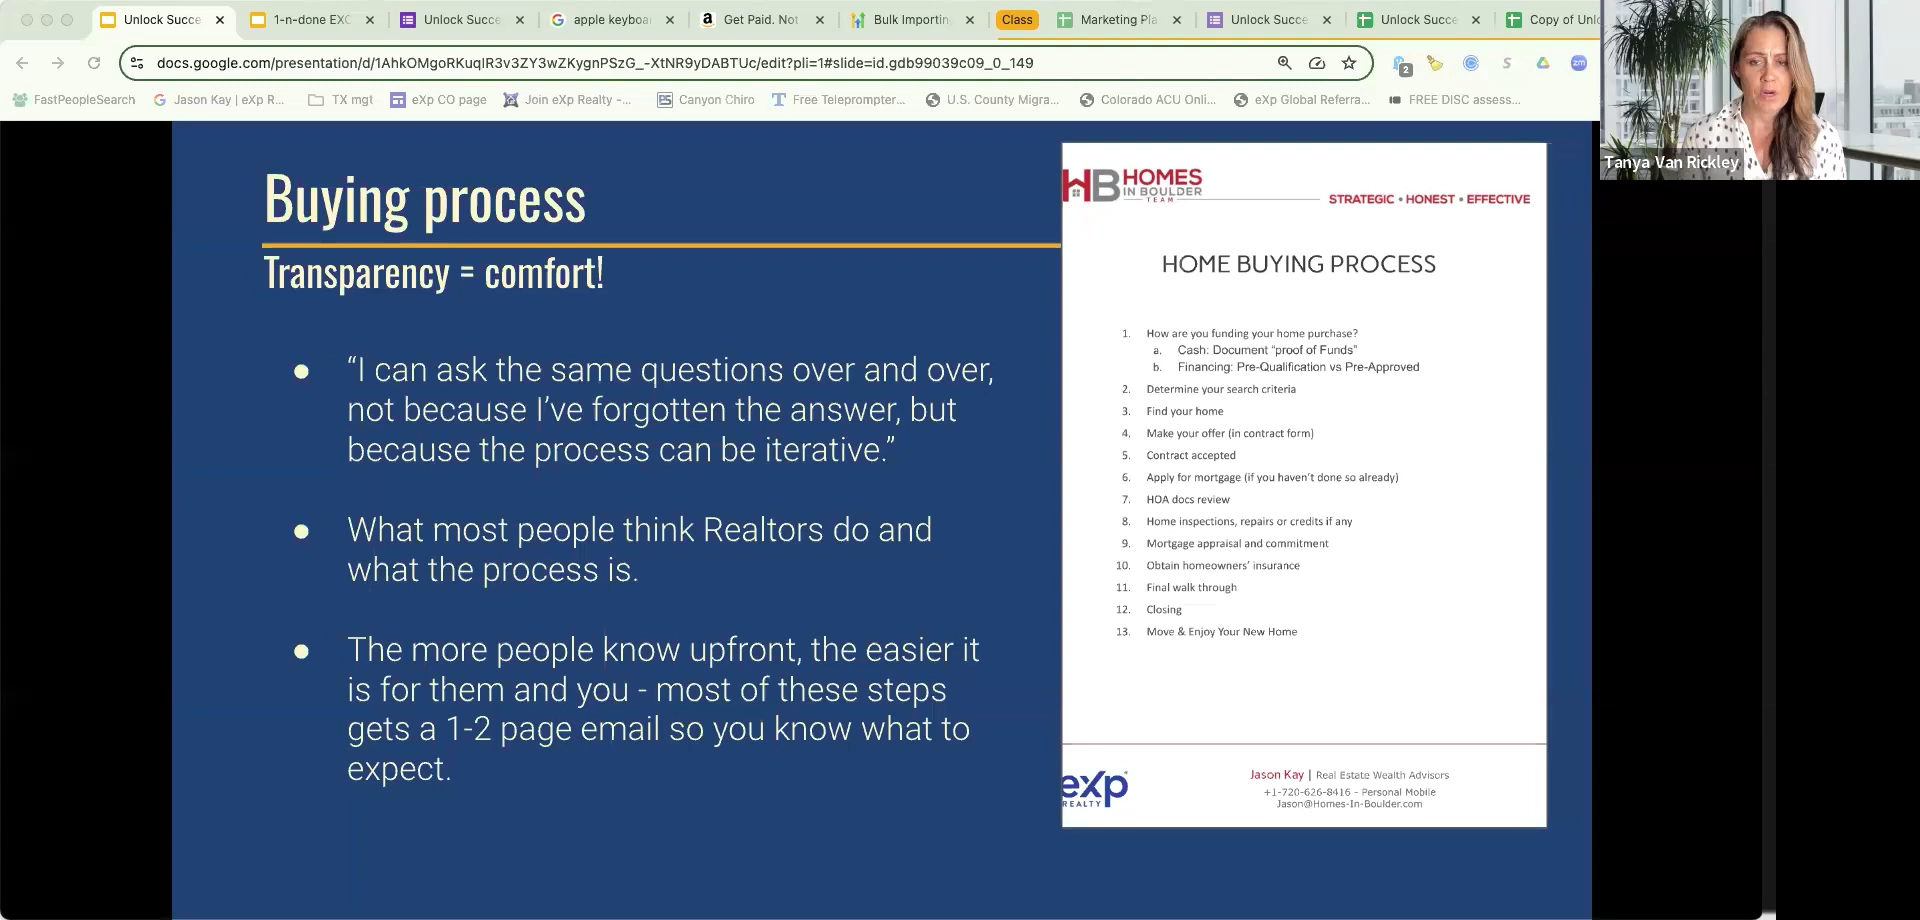 Unlock Succe
1-n-done EXC
Unlock Succe
apple keyboa
Get Paid. Not
Bulk Importin
Class
Marketing Pla
Unlock Succe
Unlock Succe
Copy of Unlo
docs.google.com/presentation/d/1AhkOMgoRKuqlR3v3ZY3wZKygnPSzG_-XtNR9yDABTUc/edit?pli=1#slide=id.gdb99039c09_0_149
2
zm
FastPeopleSearch
Jason Kay | eXp R...
TX mgt
eXp CO page
Join eXp Realty -...
Canyon Chiro
Free Teleprompter...
U.S. County Migra...
Colorado ACU Onli...
eXp Global Referra...
FREE DISC assess...
Tanya Van Rickley
Buying process
Transparency = comfort!
● “I can ask the same questions over and over,
not because I’ve forgotten the answer, but
because the process can be iterative.”
● What most people think Realtors do and
what the process is.
● The more people know upfront, the easier it
is for them and you - most of these steps
gets a 1-2 page email so you know what to
expect.
HB HOMES
IN BOULDER
TEAM
STRATEGIC • HONEST • EFFECTIVE
HOME BUYING PROCESS
1. How are you funding your home purchase?
a. Cash: Document “proof of Funds”
b. Financing: Pre-Qualification vs Pre-Approved
2. Determine your search criteria
3. Find your home
4. Make your offer (in contract form)
5. Contract accepted
6. Apply for mortgage (if you haven’t done so already)
7. HOA docs review
8. Home inspections, repairs or credits if any
9. Mortgage appraisal and commitment
10. Obtain homeowners’ insurance
11. Final walk through
12. Closing
13. Move & Enjoy Your New Home
eXp
REALTY
Jason Kay | Real Estate Wealth Advisors
+1-720-626-8416 - Personal Mobile
Jason@Homes-In-Boulder.com